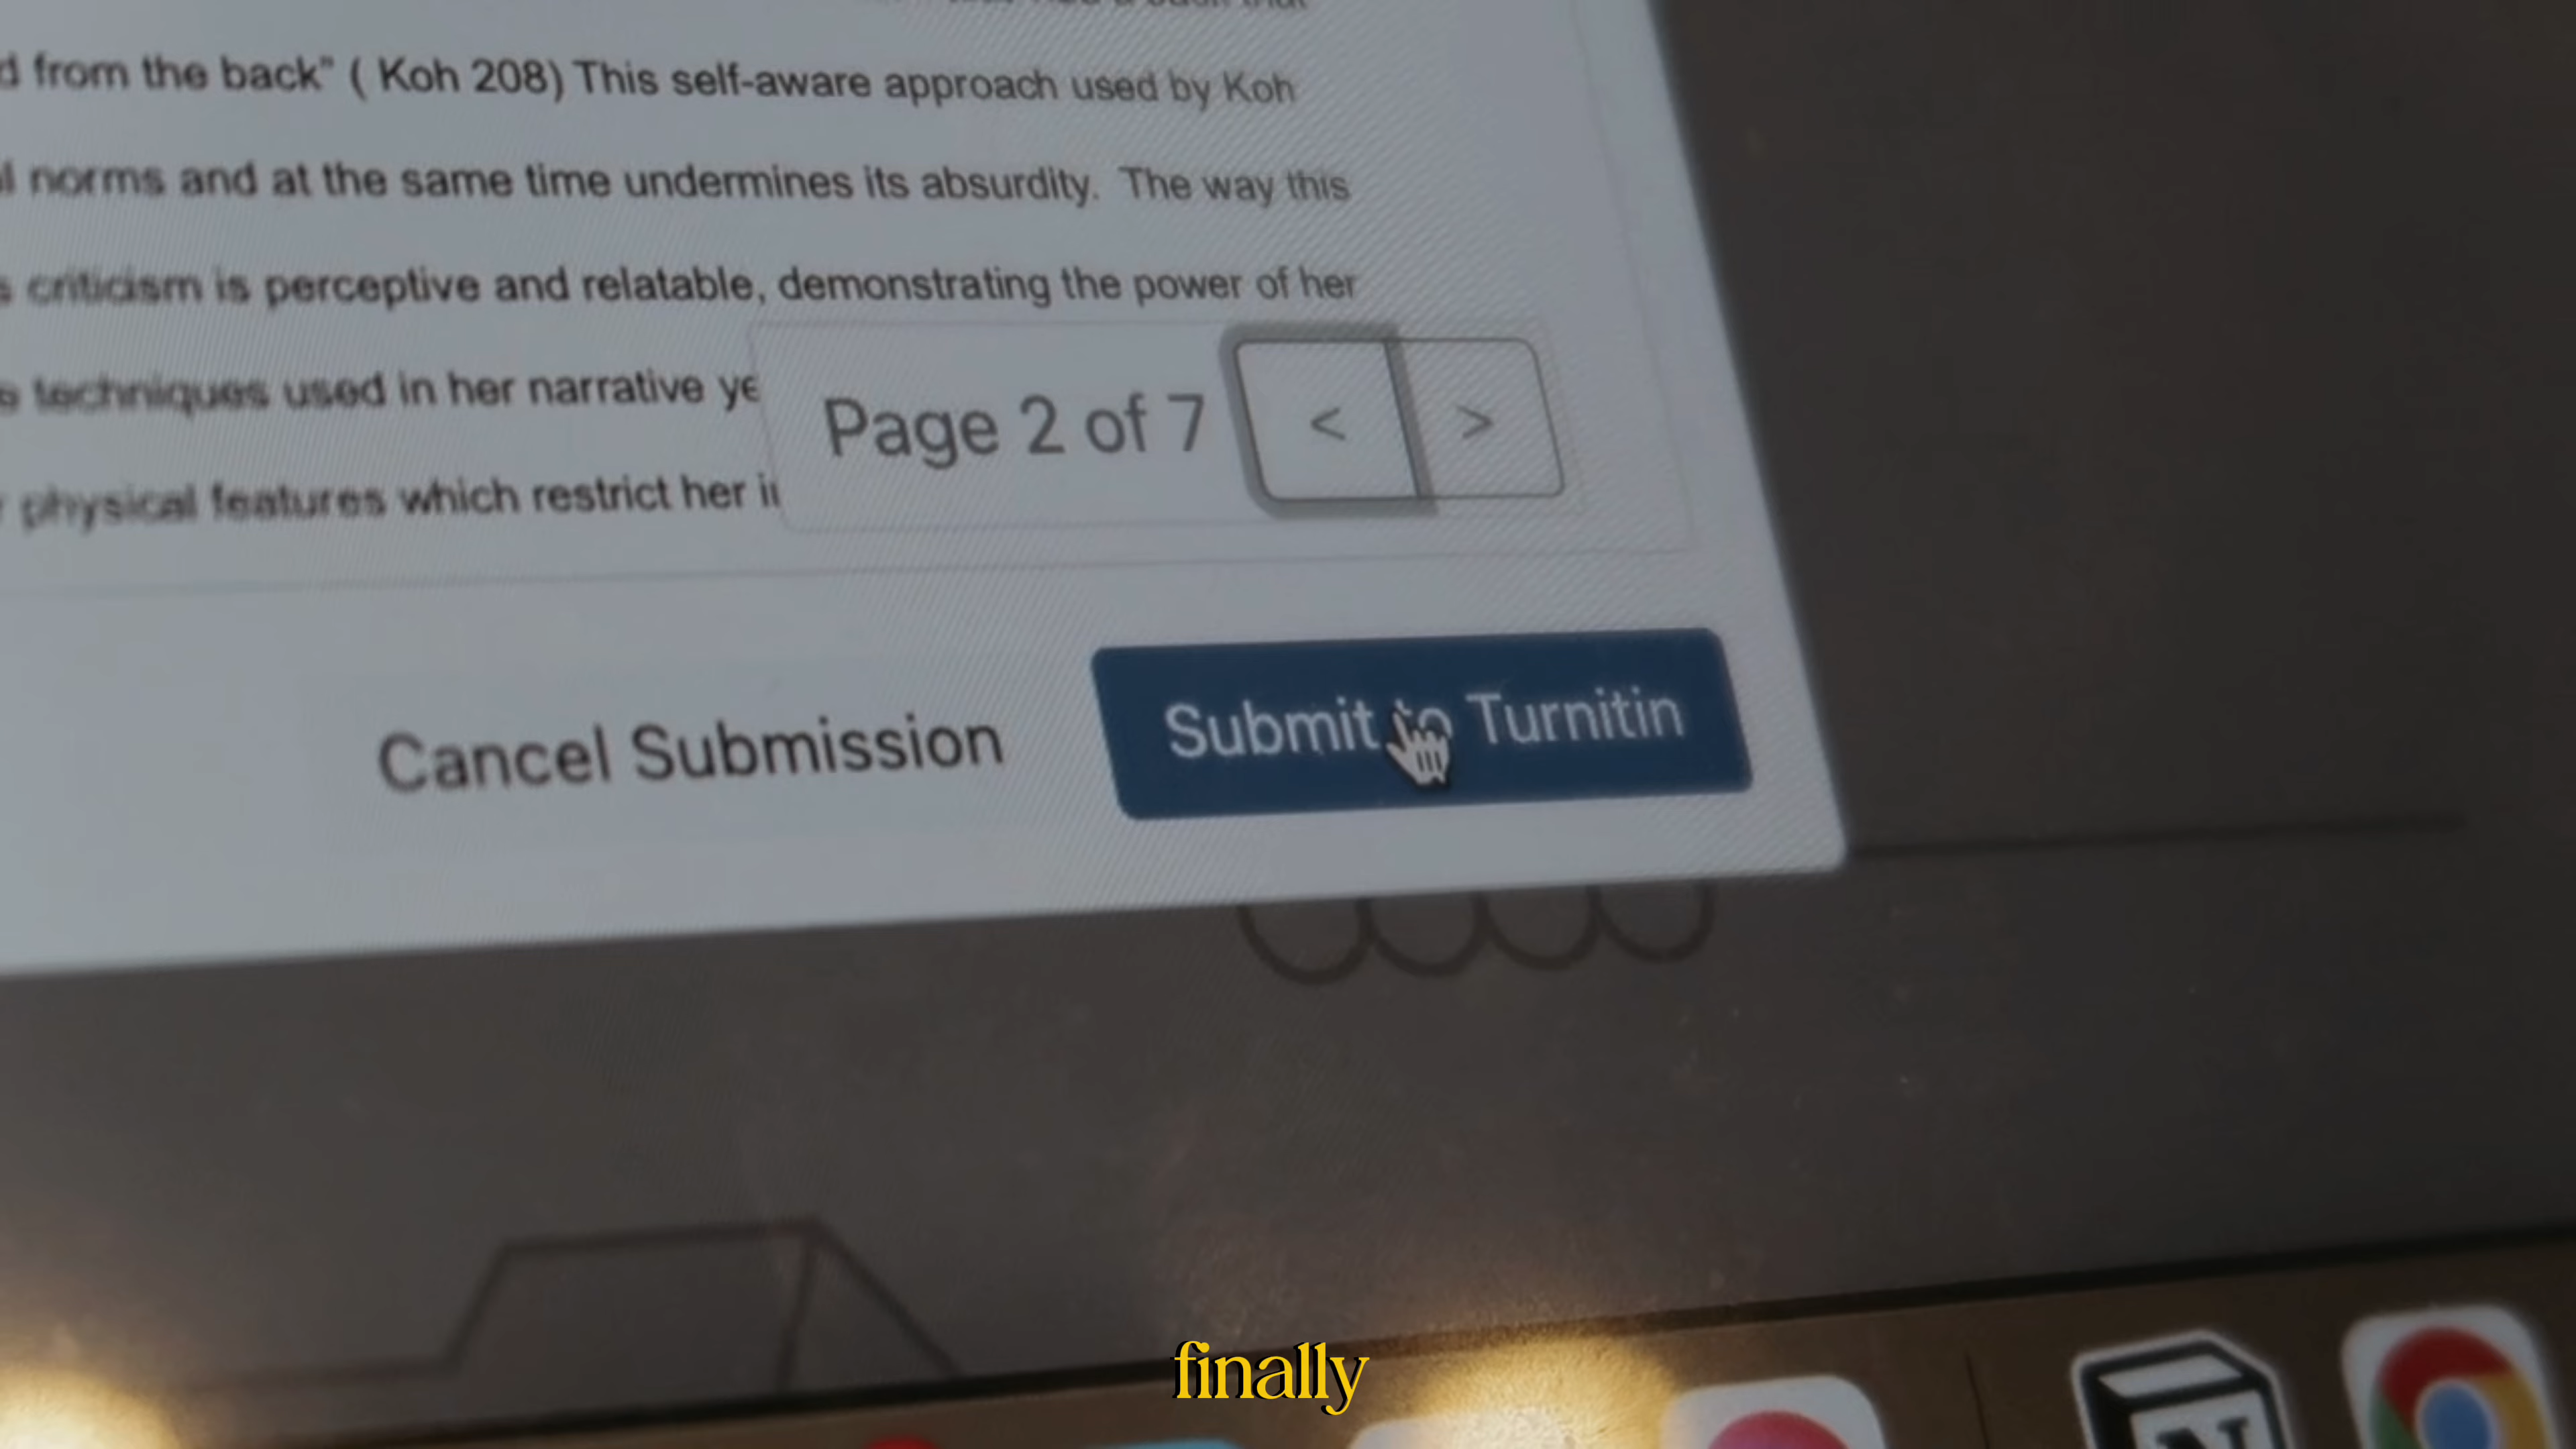 d from the back" ( Koh 208) This self-aware approach used by Koh
l norms and at the same time undermines its absurdity. The way this
s criticism is perceptive and relatable, demonstrating the power of her
techniques used in her narrative ye
physical features which restrict her
Page 2 of 7 < >
Cancel Submission
Submit to Turnitin
finally
N